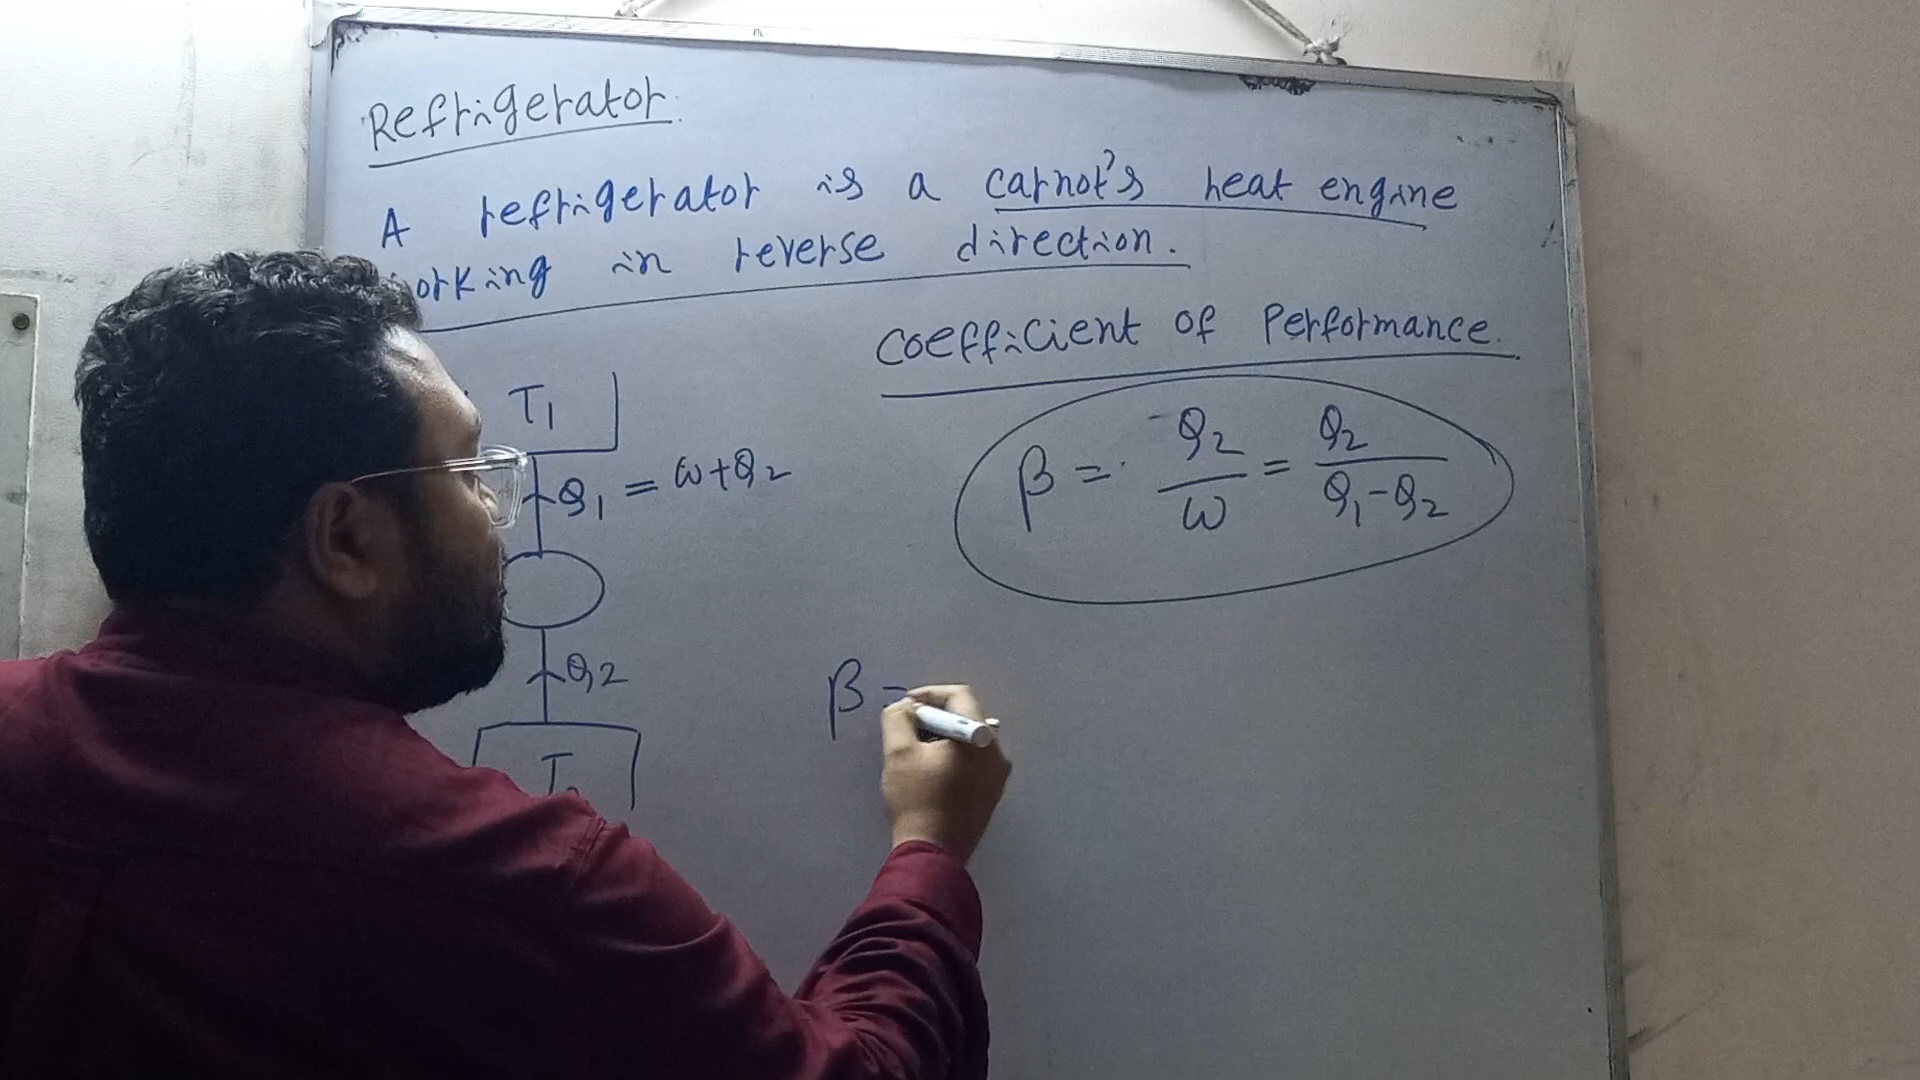 Refrigerator.
A refrigerator is a carnot's heat engine
orking in reverse direction.
Coefficient of Performance.
T1
Q1 = W+Q2
β = Q2/W = Q2/Q1-Q2
Q2
β =
T2